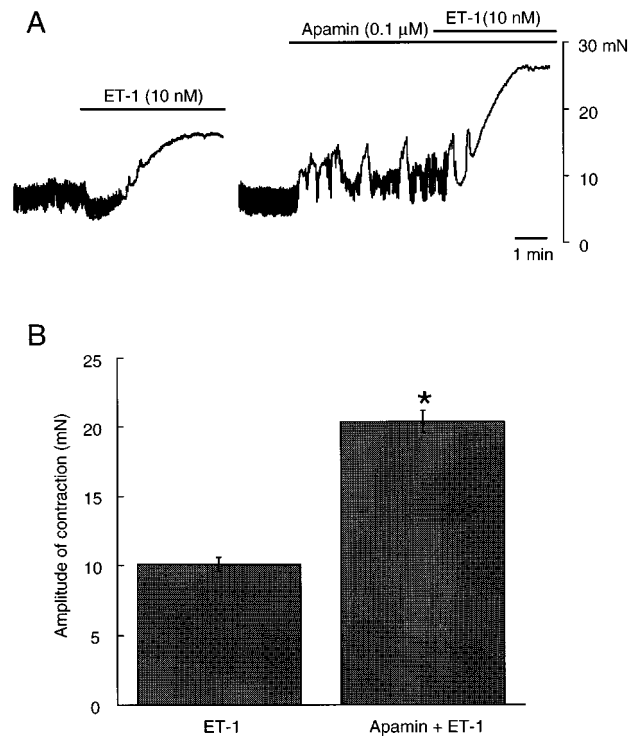 A
ET-1 (10 nM)
Apamin (0.1 µM)
ET-1(10 nM)
30 mN
20
10
0
1 min
B
Amplitude of contraction (mN)
25
20
15
10
5
0
*
ET-1
Apamin + ET-1